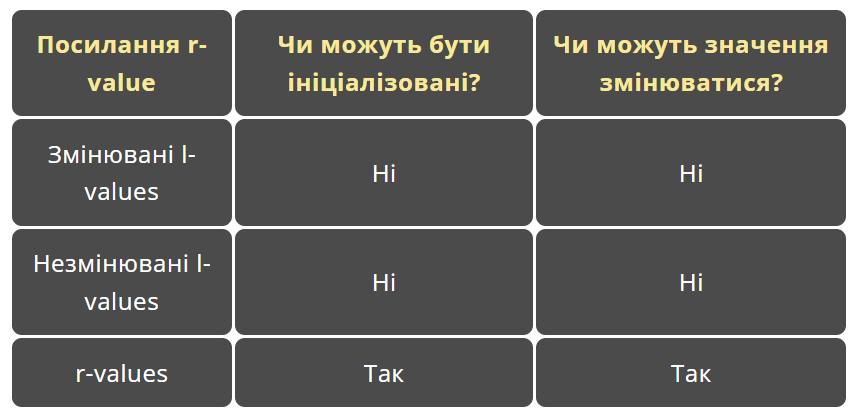 Посилання r-
value
Чи можуть бути
ініціалізовані?
Чи можуть значення
змінюватися?
Змінювані l-
values
Ні
Ні
Незмінювані l-
values
Ні
Ні
r-values
Так
Так